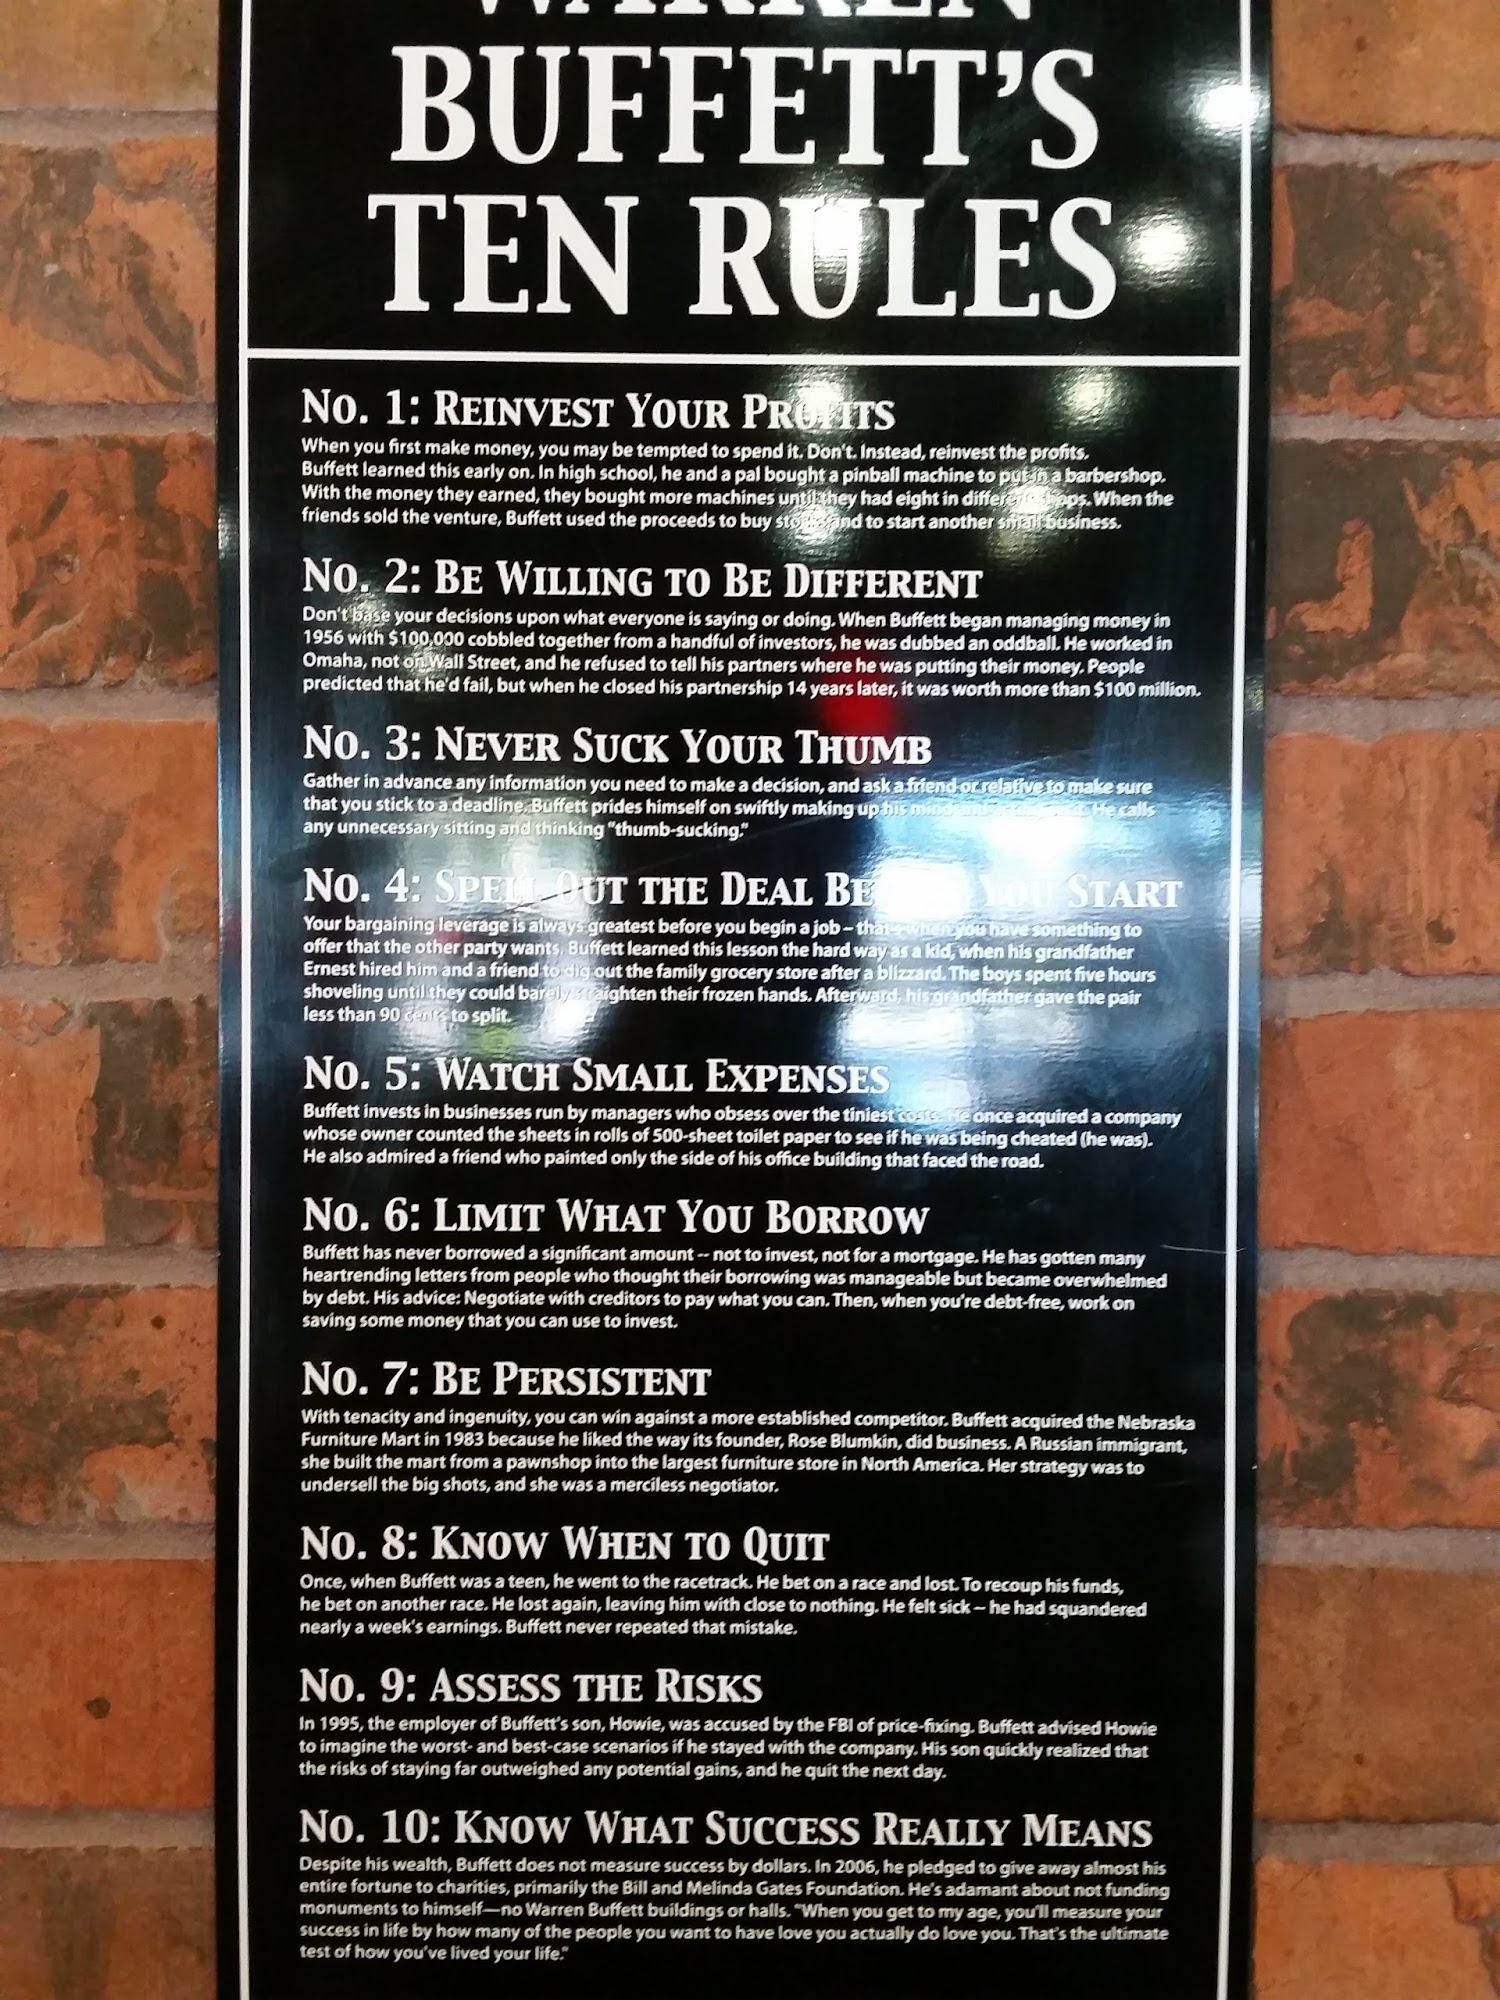 WARREN
BUFFETT'S
TEN RULES
No. 1: Reinvest Your Profits
When you first make money, you may be tempted to spend it. Don't. Instead, reinvest the profits.
Buffett learned this early on. In high school, he and a pal bought a pinball machine to put in a barbershop.
With the money they earned, they bought more machines until they had eight in different shops. When the
friends sold the venture, Buffett used the proceeds to buy stocks and to start another small business.
No. 2: Be Willing to Be Different
Don't base your decisions upon what everyone is saying or doing. When Buffett began managing money in
1956 with $100,000 cobbled together from a handful of investors, he was dubbed an oddball. He worked in
Omaha, not on Wall Street, and he refused to tell his partners where he was putting their money. People
predicted that he'd fail, but when he closed his partnership 14 years later, it was worth more than $100 million.
No. 3: Never Suck Your Thumb
Gather in advance any information you need to make a decision, and ask a friend or relative to make sure
that you stick to a deadline. Buffett prides himself on swiftly making up his mind He calls
any unnecessary sitting and thinking "thumb-sucking."
No. 4: Spell Out the Deal You Start
Your bargaining leverage is always greatest before you begin a job – that's when you have something to
offer that the other party wants. Buffett learned this lesson the hard way as a kid, when his grandfather
Ernest hired him and a friend to dig out the family grocery store after a blizzard. The boys spent five hours
shoveling until they could barely straighten their frozen hands. Afterward, his grandfather gave the pair
less than 90 cents to split.
No. 5: Watch Small Expenses
Buffett invests in businesses run by managers who obsess over the tiniest costs. He once acquired a company
whose owner counted the sheets in rolls of 500-sheet toilet paper to see if he was being cheated (he was).
He also admired a friend who painted only the side of his office building that faced the road.
No. 6: Limit What You Borrow
Buffett has never borrowed a significant amount -- not to invest, not for a mortgage. He has gotten many
heartrending letters from people who thought their borrowing was manageable but became overwhelmed
by debt. His advice: Negotiate with creditors to pay what you can. Then, when you're debt-free, work on
saving some money that you can use to invest.
No. 7: Be Persistent
With tenacity and ingenuity, you can win against a more established competitor. Buffett acquired the Nebraska
Furniture Mart in 1983 because he liked the way its founder, Rose Blumkin, did business. A Russian immigrant,
she built the mart from a pawnshop into the largest furniture store in North America. Her strategy was to
undersell the big shots, and she was a merciless negotiator.
No. 8: Know When to Quit
Once, when Buffett was a teen, he went to the racetrack. He bet on a race and lost. To recoup his funds,
he bet on another race. He lost again, leaving him with close to nothing. He felt sick – he had squandered
nearly a week's earnings. Buffett never repeated that mistake.
No. 9: Assess the Risks
In 1995, the employer of Buffett's son, Howie, was accused by the FBI of price-fixing. Buffett advised Howie
to imagine the worst- and best-case scenarios if he stayed with the company. His son quickly realized that
the risks of staying far outweighed any potential gains, and he quit the next day.
No. 10: Know What Success Really Means
Despite his wealth, Buffett does not measure success by dollars. In 2006, he pledged to give away almost his
entire fortune to charities, primarily the Bill and Melinda Gates Foundation. He's adamant about not funding
monuments to himself—no Warren Buffett buildings or halls. "When you get to my age, you'll measure your
success in life by how many of the people you want to have love you actually do love you. That's the ultimate
test of how you've lived your life."